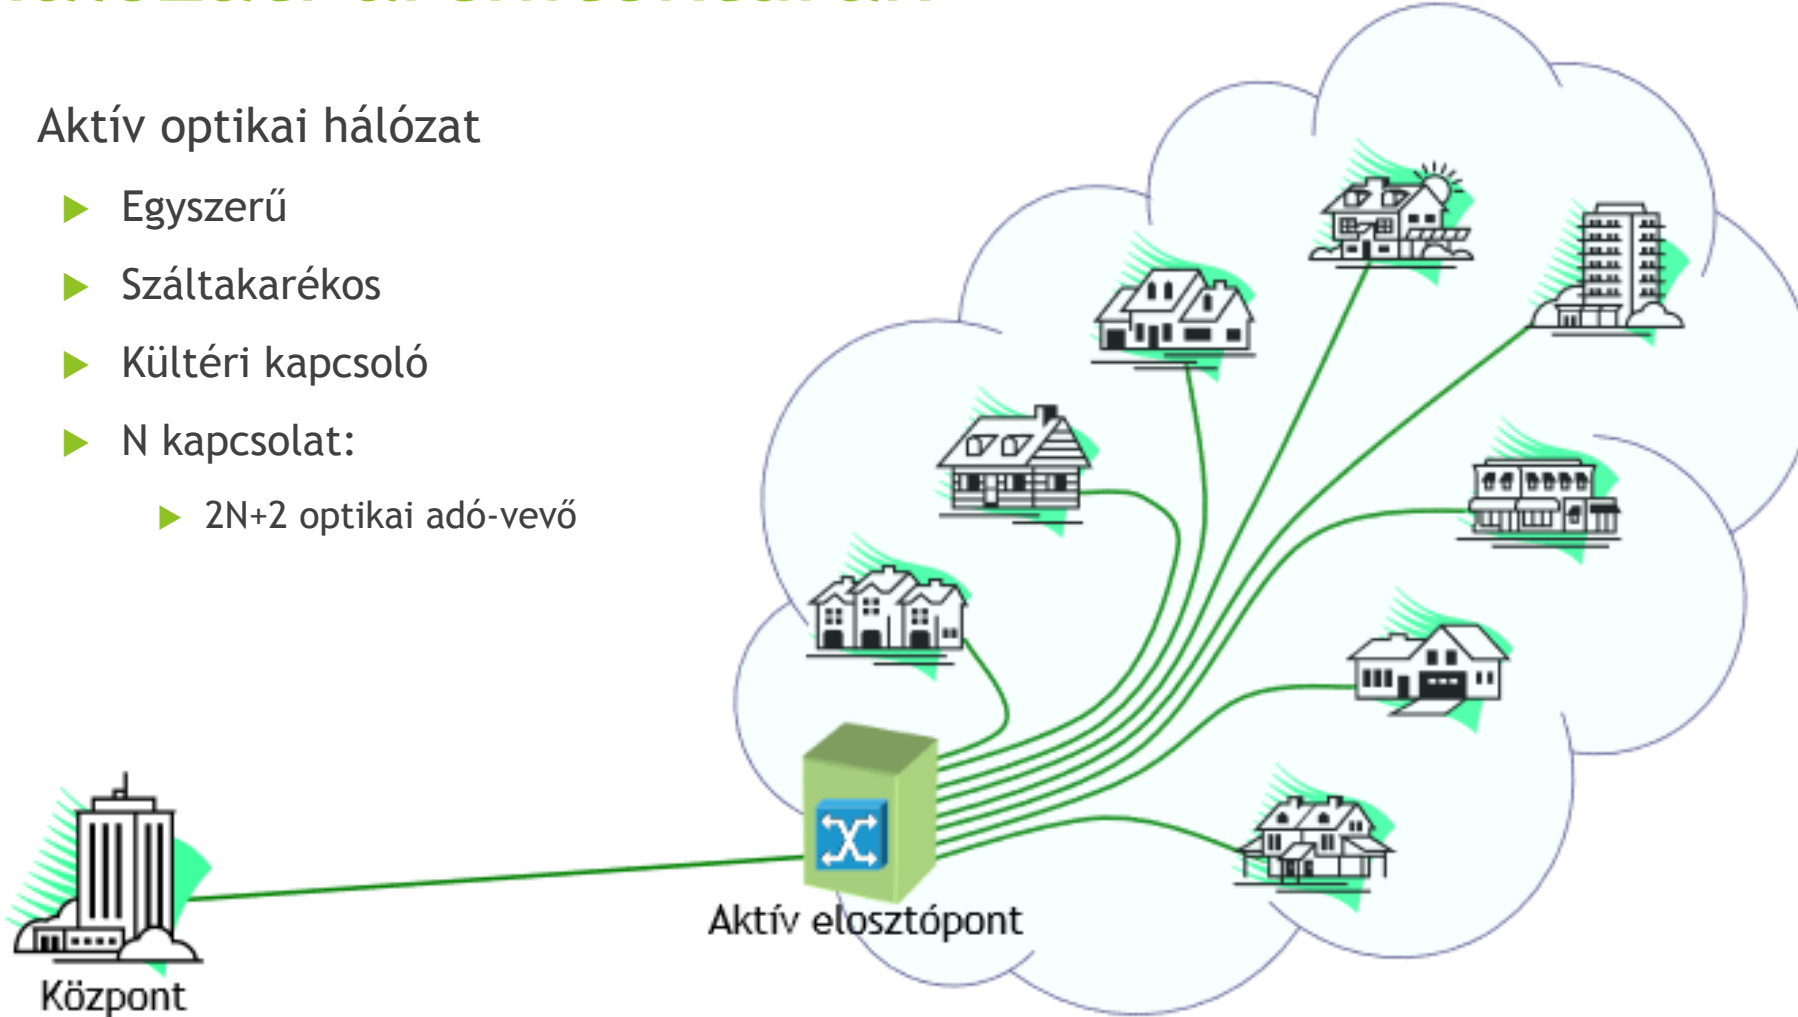 Aktív optikai hálózat
Egyszerű
Száltakarékos
Kültéri kapcsoló
N kapcsolat:
2N+2 optikai adó-vevő
Aktív elosztópont
Központ